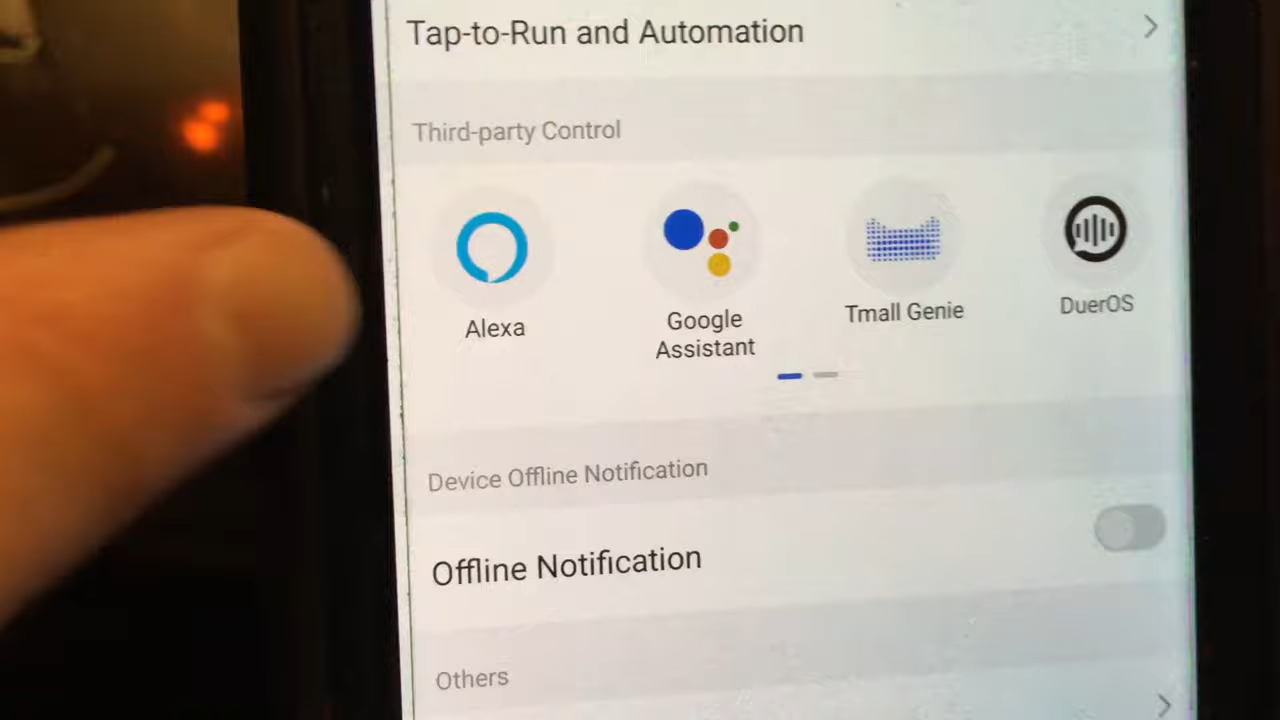 Tap-to-Run and Automation
Third-party Control
Alexa
Google
Assistant
Tmall Genie
DuerOS
Device Offline Notification
Offline Notification
Others